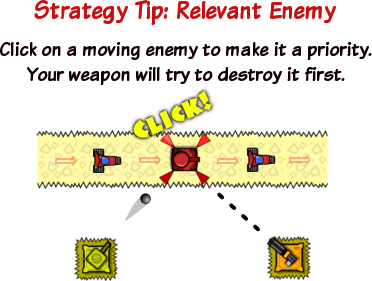 Strategy Tip: Relevant Enemy
Click on a moving enemy to make it a priority.
Your weapon will try to destroy it first.
CLICK!